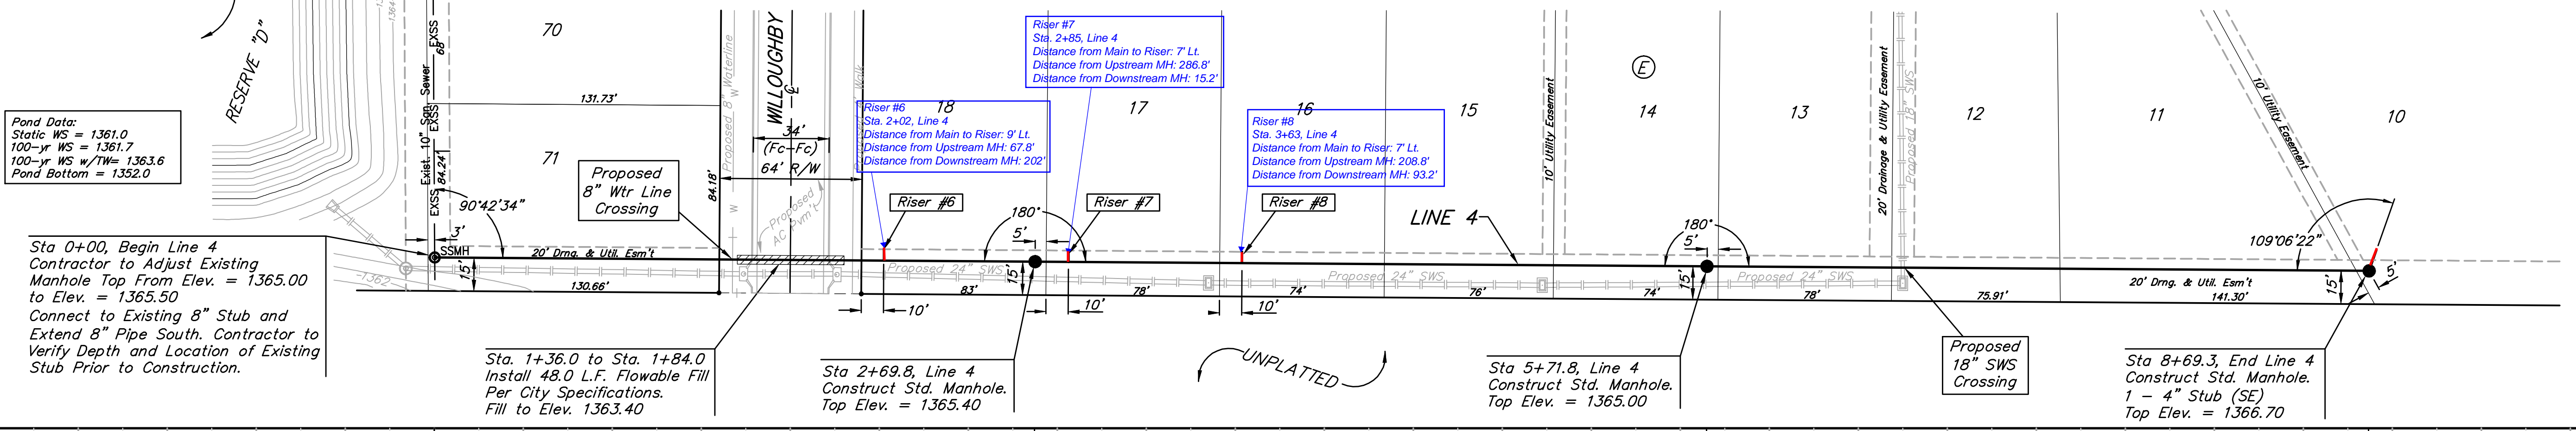 RESERVE "D"
1364
Pond Data:
Static WS = 1361.0
100-yr WS = 1361.7
100-yr WS w/TW= 1363.6
Pond Bottom = 1352.0
EXSS
EXSS
EXSS
68'
Exist. 10" San. Sewer
84.24'
70
131.73'
71
90°42'34"
3'
SSMH
15'
20' Drng. & Util. Esm't
130.66'
-1362
Sta 0+00, Begin Line 4
Contractor to Adjust Existing
Manhole Top From Elev. = 1365.00
to Elev. = 1365.50
Connect to Existing 8" Stub and
Extend 8" Pipe South. Contractor to
Verify Depth and Location of Existing
Stub Prior to Construction.
Proposed
8" Wtr Line
Crossing
84.18'
Proposed 8" Waterline
W
W
WILLOUGHBY
℄
34'
(Fc-Fc)
64' R/W
Proposed
AC Pvm't
Walk
Sta. 1+36.0 to Sta. 1+84.0
Install 48.0 L.F. Flowable Fill
Per City Specifications.
Fill to Elev. 1363.40
Riser #6
Sta. 2+02, Line 4
Distance from Main to Riser: 9' Lt.
Distance from Upstream MH: 67.8'
Distance from Downstream MH: 202'
18
Riser #6
10'
Proposed 24" SWS
83'
Riser #7
Sta. 2+85, Line 4
Distance from Main to Riser: 7' Lt.
Distance from Upstream MH: 286.8'
Distance from Downstream MH: 15.2'
17
180°
5'
15'
Riser #7
10'
78'
Sta 2+69.8, Line 4
Construct Std. Manhole.
Top Elev. = 1365.40
16
Riser #8
Sta. 3+63, Line 4
Distance from Main to Riser: 7' Lt.
Distance from Upstream MH: 208.8'
Distance from Downstream MH: 93.2'
Riser #8
10'
Proposed 24" SWS
74'
UNPLATTED
15
LINE 4
76'
10' Utility Easement
E
14
180°
5'
15'
74'
Sta 5+71.8, Line 4
Construct Std. Manhole.
Top Elev. = 1365.00
13
Proposed 24" SWS
78'
20' Drainage & Utility Easement
Proposed 18" SWS
12
75.91'
Proposed
18" SWS
Crossing
11
10' Utility Easement
10
109°06'22"
5'
15'
20' Drng. & Util. Esm't
141.30'
Sta 8+69.3, End Line 4
Construct Std. Manhole.
1 - 4" Stub (SE)
Top Elev. = 1366.70